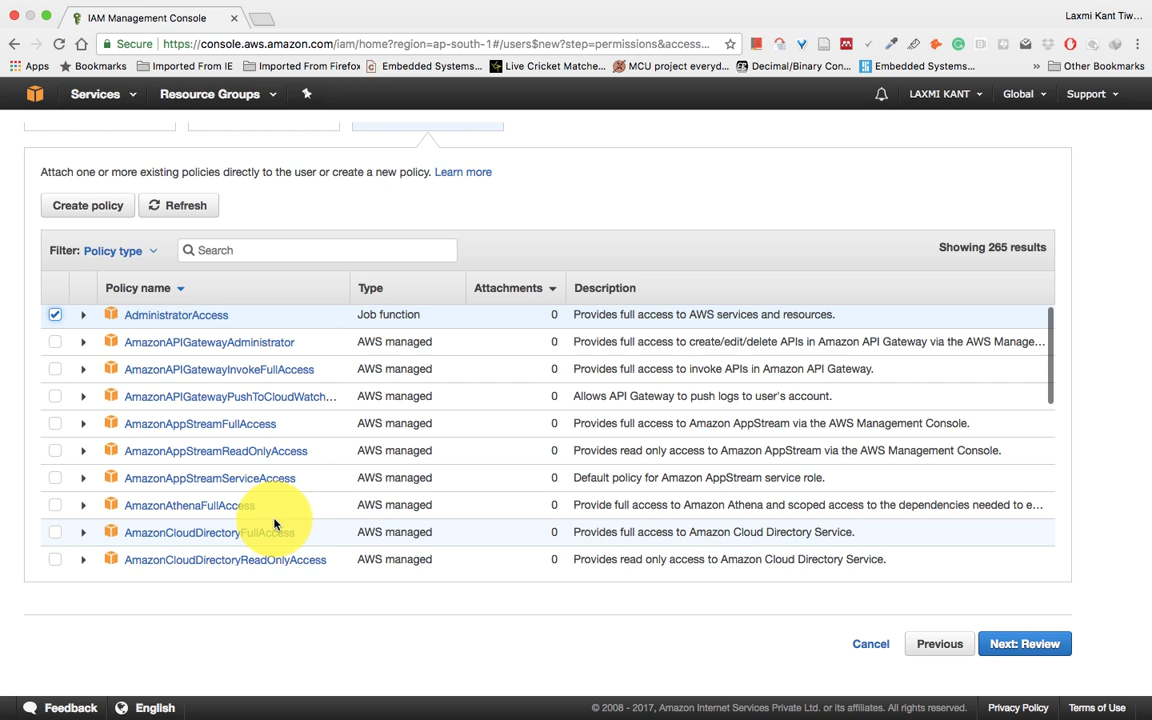 IAM Management Console
Laxmi Kant Tiw...
Secure
https://console.aws.amazon.com/iam/home?region=ap-south-1#/users$new?step=permissions&access...
Apps
Bookmarks
Imported From IE
Imported From Firefox
Embedded Systems...
Live Cricket Matche...
MCU project everyd...
Decimal/Binary Con...
Embedded Systems...
»
Other Bookmarks
Services
Resource Groups
LAXMI KANT
Global
Support
Attach one or more existing policies directly to the user or create a new policy. Learn more
Create policy
Refresh
Filter: Policy type
Search
Showing 265 results
Policy name Type Attachments Description
AdministratorAccess Job function 0 Provides full access to AWS services and resources.
AmazonAPIGatewayAdministrator AWS managed 0 Provides full access to create/edit/delete APIs in Amazon API Gateway via the AWS Manage...
AmazonAPIGatewayInvokeFullAccess AWS managed 0 Provides full access to invoke APIs in Amazon API Gateway.
AmazonAPIGatewayPushToCloudWatch... AWS managed 0 Allows API Gateway to push logs to user's account.
AmazonAppStreamFullAccess AWS managed 0 Provides full access to Amazon AppStream via the AWS Management Console.
AmazonAppStreamReadOnlyAccess AWS managed 0 Provides read only access to Amazon AppStream via the AWS Management Console.
AmazonAppStreamServiceAccess AWS managed 0 Default policy for Amazon AppStream service role.
AmazonAthenaFullAccess AWS managed 0 Provide full access to Amazon Athena and scoped access to the dependencies needed to e...
AmazonCloudDirectoryFullAccess AWS managed 0 Provides full access to Amazon Cloud Directory Service.
AmazonCloudDirectoryReadOnlyAccess AWS managed 0 Provides read only access to Amazon Cloud Directory Service.
Cancel
Previous
Next: Review
Feedback
English
© 2008 - 2017, Amazon Internet Services Private Ltd. or its affiliates. All rights reserved.
Privacy Policy
Terms of Use